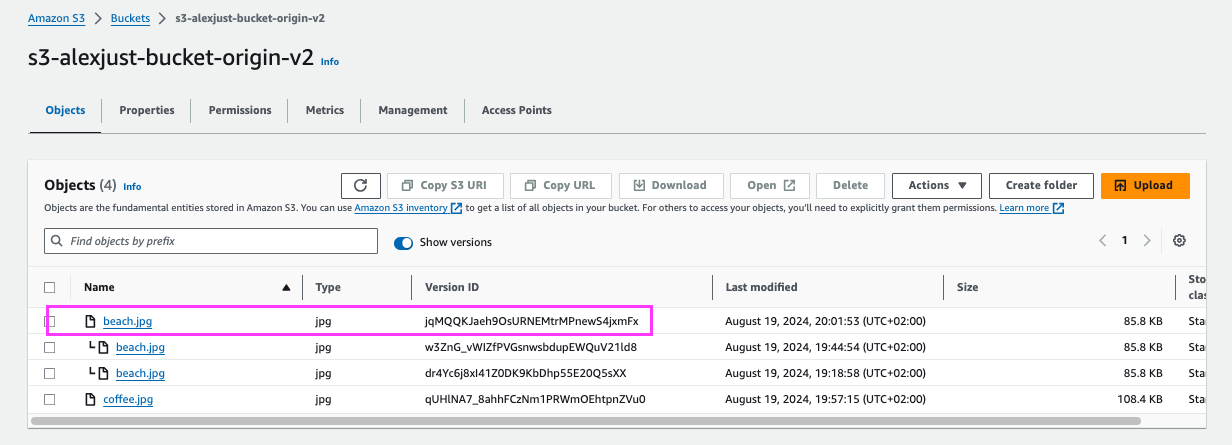 Amazon S3 > Buckets > s3-alexjust-bucket-origin-v2
s3-alexjust-bucket-origin-v2 Info
Objects Properties Permissions Metrics Management Access Points
Objects (4) Info Copy S3 URI Copy URL Download Open Delete Actions Create folder Upload
Objects are the fundamental entities stored in Amazon S3. You can use Amazon S3 inventory to get a list of all objects in your bucket. For others to access your objects, you'll need to explicitly grant them permissions. Learn more
Find objects by prefix Show versions 1
Name Type Version ID Last modified Size Sto
clas
beach.jpg jpg jqMQQKJaeh9OsURNEMtrMPnewS4jxmFx August 19, 2024, 20:01:53 (UTC+02:00) 85.8 KB Sta
beach.jpg jpg w3ZnG_vWIZfPVGsnwsbdupEWQuV21ld8 August 19, 2024, 19:44:54 (UTC+02:00) 85.8 KB Sta
beach.jpg jpg dr4Yc6j8xI41Z0DK9KbDhp55E20Q5sXX August 19, 2024, 19:18:58 (UTC+02:00) 85.8 KB Sta
coffee.jpg jpg qUHlNA7_8ahhFCzNm1PRWmOEhtpnZVu0 August 19, 2024, 19:57:15 (UTC+02:00) 108.4 KB Sta